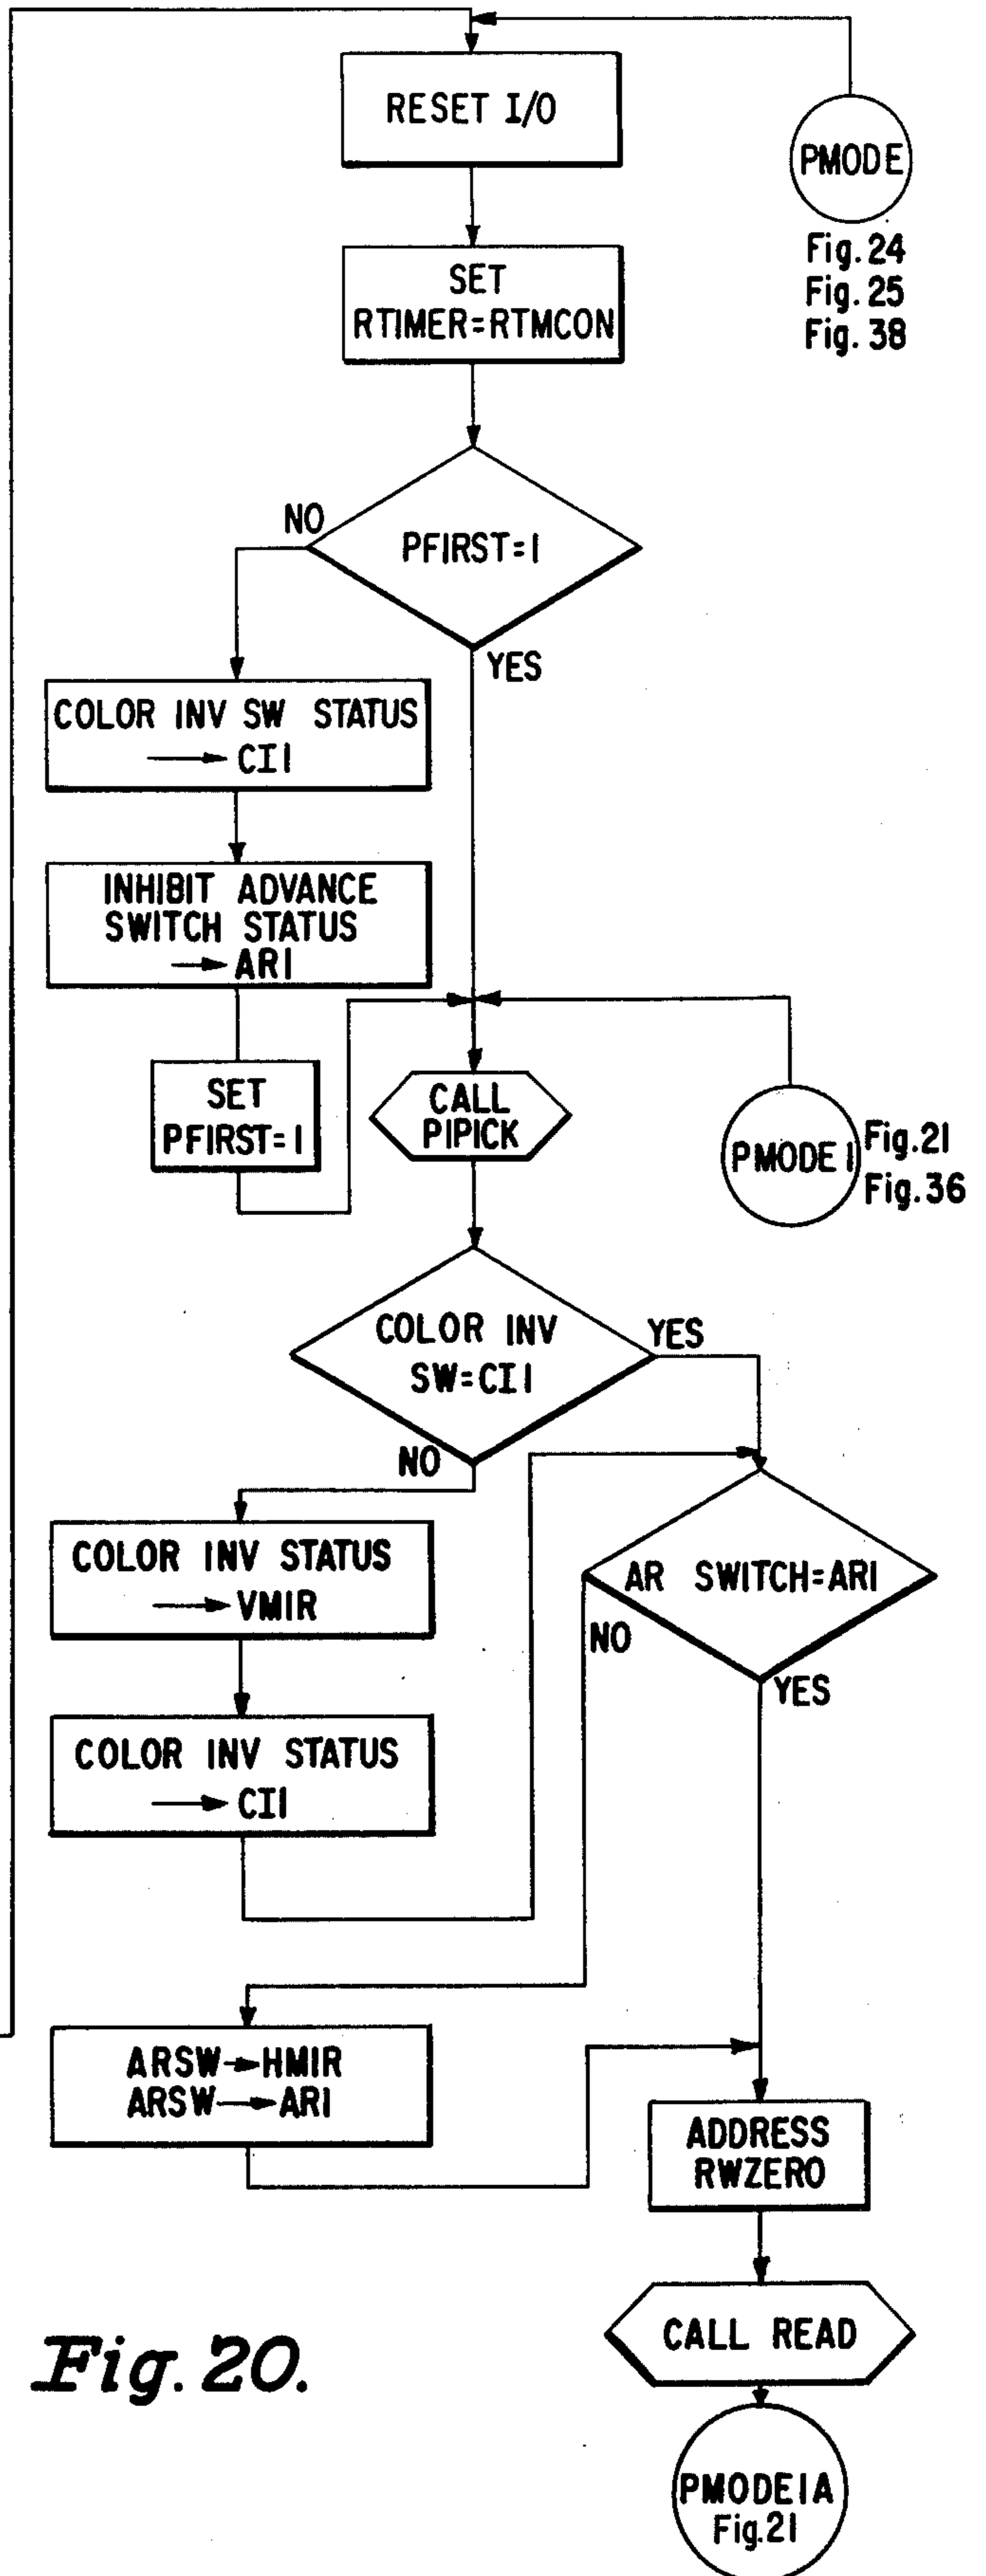 RESET I/O
PMODE
Fig. 24
Fig. 25
Fig. 38
SET
RTIMER=RTMCON
NO
PFIRST=1
YES
COLOR INV SW STATUS
→ CI1
INHIBIT ADVANCE
SWITCH STATUS
→ AR1
SET
PFIRST=1
CALL
PIPICK
PMODE 1
Fig. 21
Fig. 36
COLOR INV
SW=CI1
YES
NO
COLOR INV STATUS
→ VMIR
AR SWITCH=AR1
NO
YES
COLOR INV STATUS
→ CI1
ARSW→HMIR
ARSW→AR1
ADDRESS
RWZERO
CALL READ
Fig. 20.
PMODE1A
Fig. 21